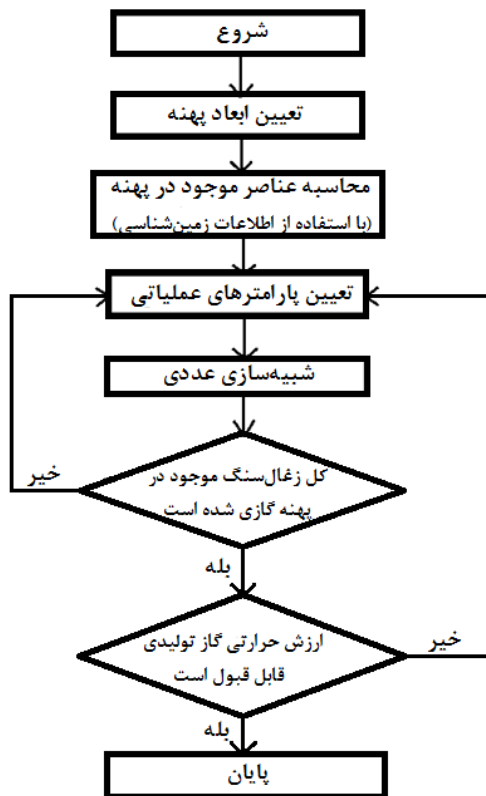 شروع
تعیین ابعاد پهنه
محاسبه عناصر موجود در پهنه
(با استفاده از اطلاعات زمین‌شناسی)
تعیین پارامترهای عملیاتی
شبیه‌سازی عددی
کل زغال‌سنگ موجود در
پهنه گازی شده است
خیر
بله
ارزش حرارتی گاز تولیدی
قابل قبول است
خیر
بله
پایان